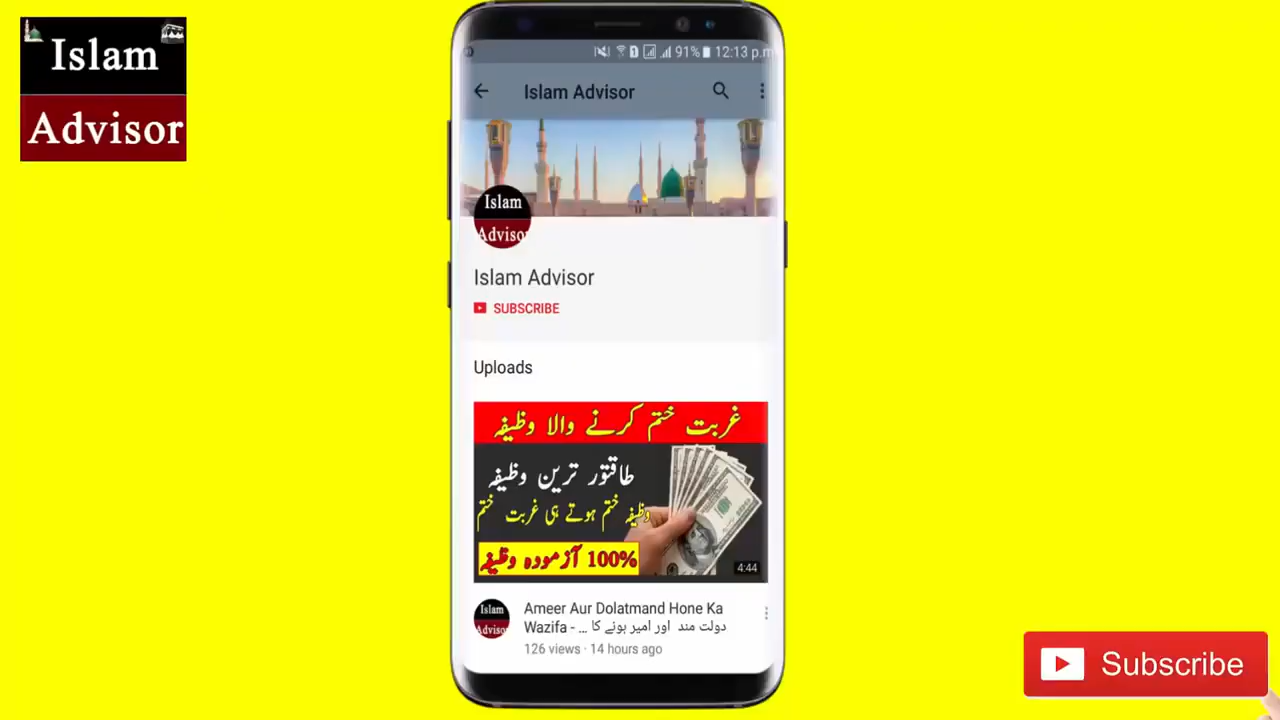 Islam
Advisor
91% 12:13 p.m
Islam Advisor
Islam
Advisor
Islam Advisor
SUBSCRIBE
Uploads
غربت ختم کرنے والا وظیفہ
طاقتور ترین وظیفہ
وظیفہ ختم ہوتے ہی غربت ختم
100% آزمودہ وظیفہ
4:44
Islam
Advisor
Ameer Aur Dolatmand Hone Ka
Wazifa - ... دولت مند اور امیر ہونے کا
126 views · 14 hours ago
Subscribe